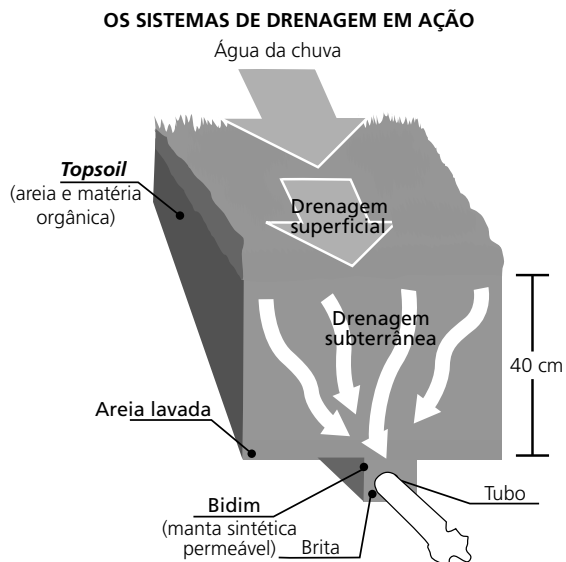 OS SISTEMAS DE DRENAGEM EM AÇÃO
Água da chuva
Topsoil
(areia e matéria
orgânica)
Drenagem
superficial
Drenagem
subterrânea
40 cm
Areia lavada
Bidim
(manta sintética
permeável)
Brita
Tubo